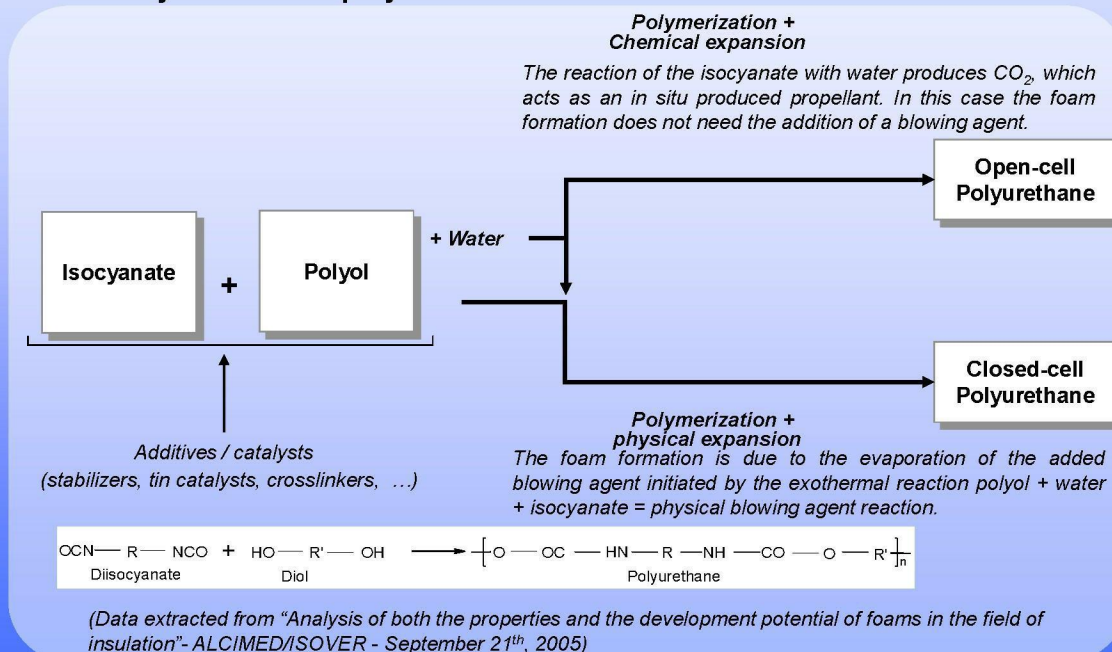 Polymerization +
Chemical expansion
The reaction of the isocyanate with water produces CO₂, which
acts as an in situ produced propellant. In this case the foam
formation does not need the addition of a blowing agent.
Open-cell
Polyurethane
+ Water
Isocyanate
+
Polyol
Closed-cell
Polyurethane
Polymerization +
physical expansion
Additives / catalysts
(stabilizers, tin catalysts, crosslinkers, …)
The foam formation is due to the evaporation of the added
blowing agent initiated by the exothermal reaction polyol + water
+ isocyanate = physical blowing agent reaction.
OCN — R — NCO + HO — R' — OH → [O — OC — HN — R — NH — CO — O — R']n
Diisocyanate Diol Polyurethane
(Data extracted from “Analysis of both the properties and the development potential of foams in the field of
insulation”- ALCIMED/ISOVER - September 21th, 2005)